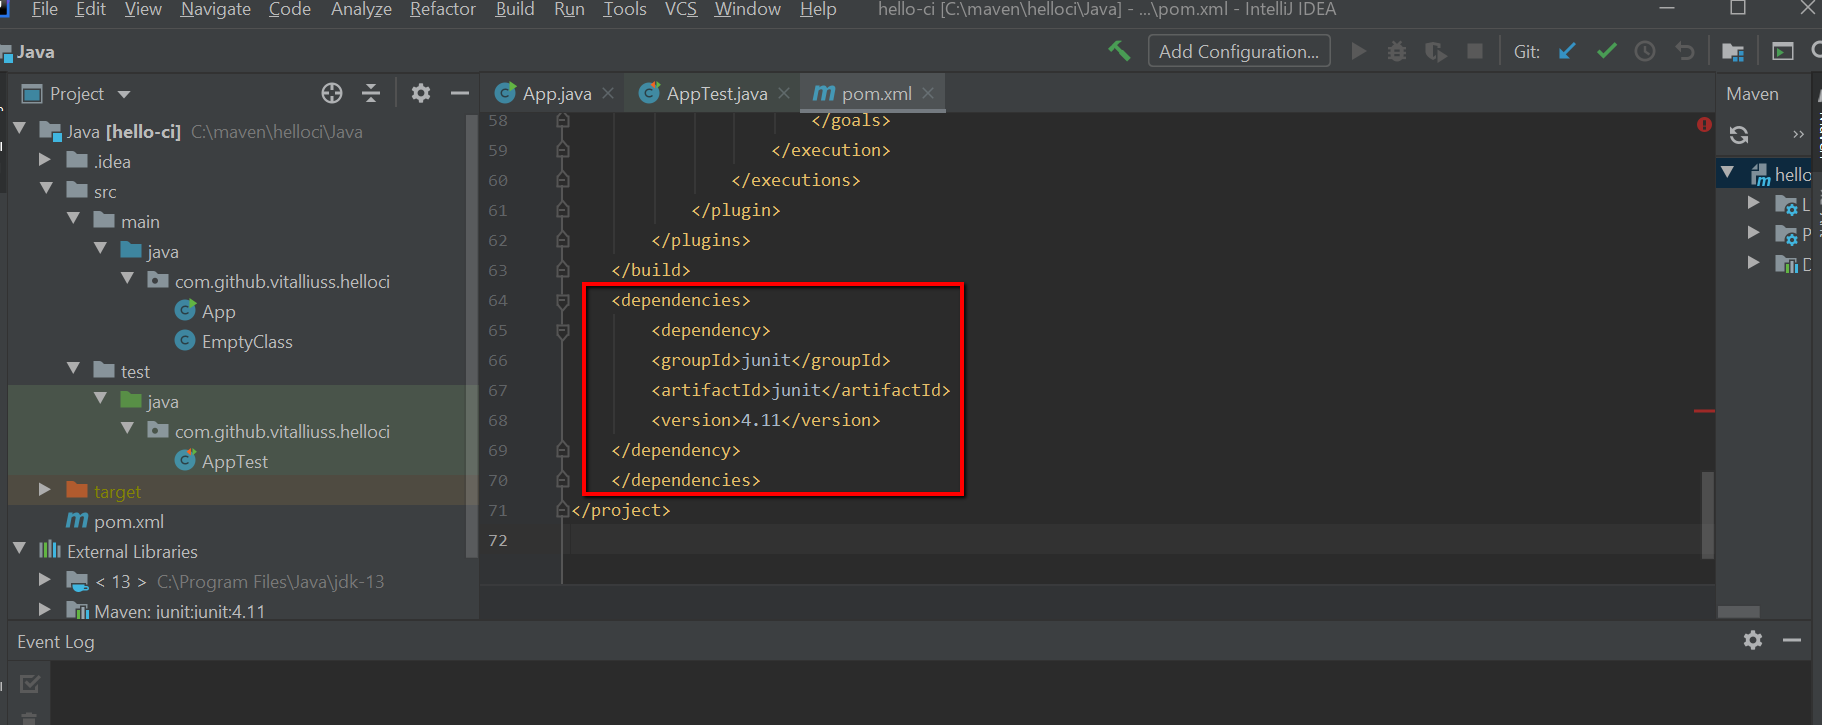 File Edit View Navigate Code Analyze Refactor Build Run Tools VCS Window Help hello-ci [C:\maven\helloci\Java] - ...\pom.xml - IntelliJ IDEA
Java Add Configuration... Git:
Project App.java AppTest.java pom.xml Maven
Java [hello-ci] C:\maven\helloci\Java
.idea
src
main
java
com.github.vitalliuss.helloci
App
EmptyClass
test
java
com.github.vitalliuss.helloci
AppTest
target
pom.xml
External Libraries
< 13 > C:\Program Files\Java\jdk-13
Maven: junit:junit:4.11
58 </goals>
59 </execution>
60 </executions>
61 </plugin>
62 </plugins>
63 </build>
64 <dependencies>
65 <dependency>
66 <groupId>junit</groupId>
67 <artifactId>junit</artifactId>
68 <version>4.11</version>
69 </dependency>
70 </dependencies>
71 </project>
72
hello
L
P
D
Event Log